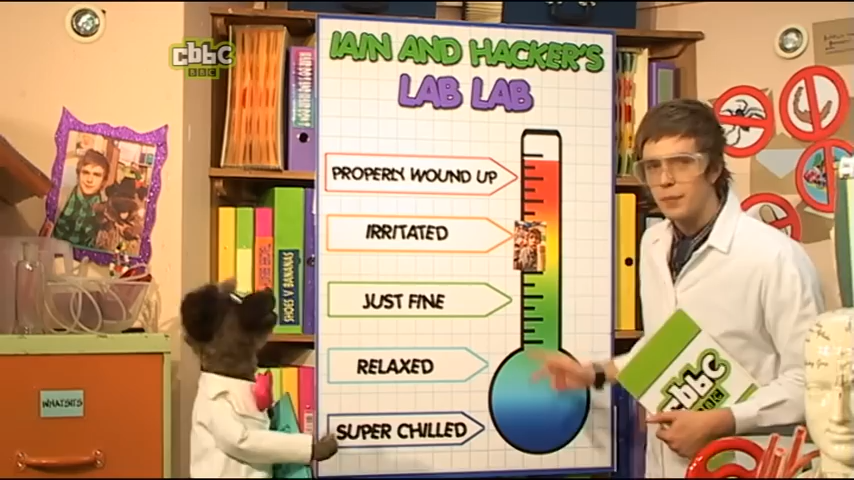 cbbc
BBC
IAIN AND HACKER'S
LAB LAB
PROPERLY WOUND UP
IRRITATED
JUST FINE
RELAXED
SUPER CHILLED
SHOES V BANANAS
WHATSITS
cbbc
BBC